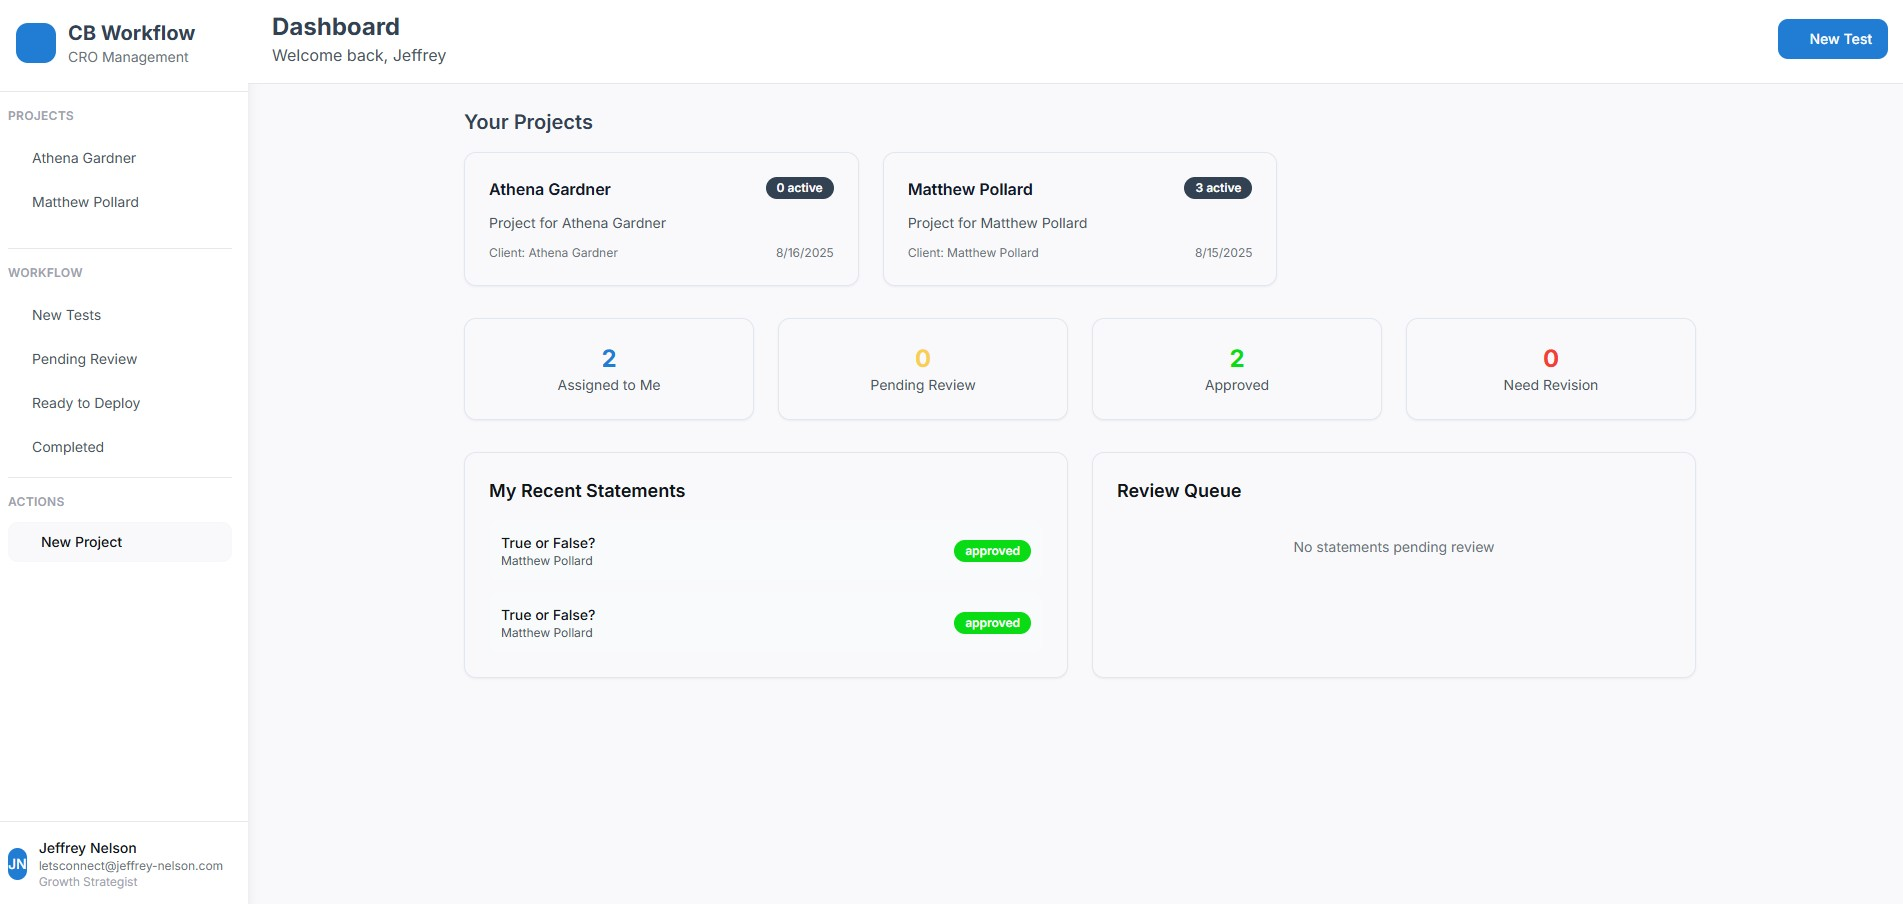 CB Workflow
CRO Management
PROJECTS
Athena Gardner
Matthew Pollard
WORKFLOW
New Tests
Pending Review
Ready to Deploy
Completed
ACTIONS
New Project
JN
Jeffrey Nelson
letsconnect@jeffrey-nelson.com
Growth Strategist
Dashboard
Welcome back, Jeffrey
New Test
Your Projects
Athena Gardner
0 active
Project for Athena Gardner
Client: Athena Gardner
8/16/2025
Matthew Pollard
3 active
Project for Matthew Pollard
Client: Matthew Pollard
8/15/2025
2
Assigned to Me
0
Pending Review
2
Approved
0
Need Revision
My Recent Statements
True or False?
Matthew Pollard
approved
True or False?
Matthew Pollard
approved
Review Queue
No statements pending review